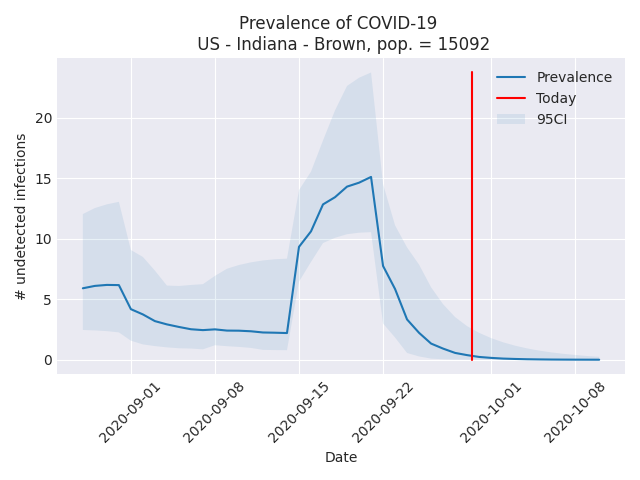 Prevalence of COVID-19
US - Indiana - Brown, pop. = 15092
Prevalence
Today
95CI
# undetected infections
20
15
10
5
0
2020-09-01
2020-09-08
2020-09-15
2020-09-22
2020-10-01
2020-10-08
Date